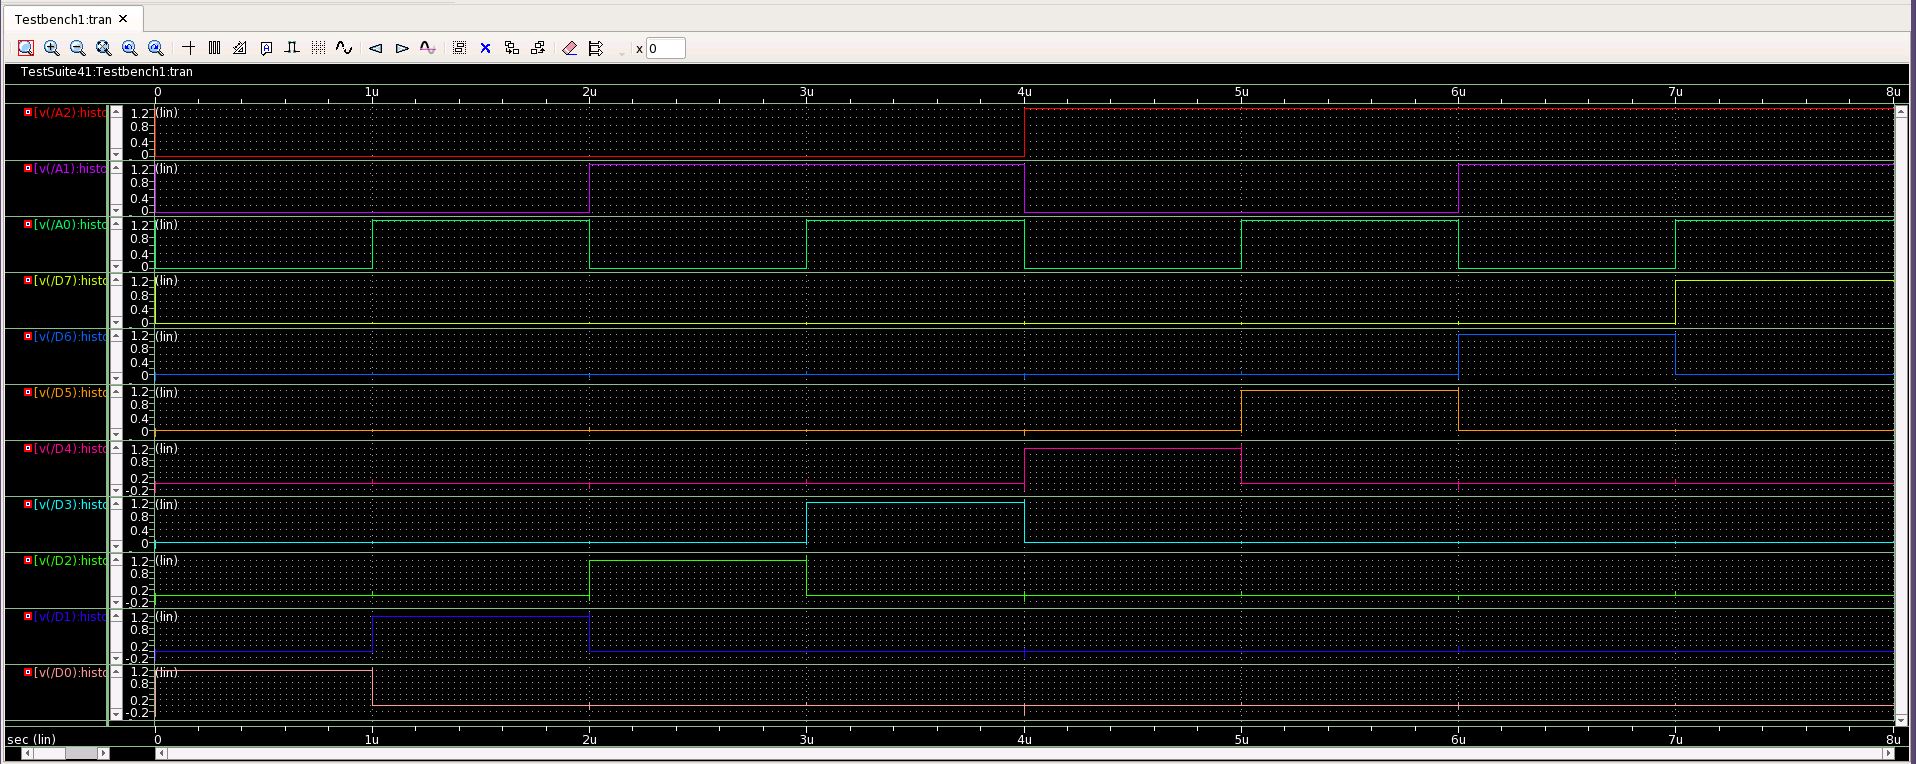 Testbench1:tran
x 0
TestSuite41:Testbench1:tran
0 1u 2u 3u 4u 5u 6u 7u 8u
[v(/A2):histo 1.2 (lin)
0.8
0.4
0
[v(/A1):histo 1.2 (lin)
0.8
0.4
0
[v(/A0):histo 1.2 (lin)
0.8
0.4
0
[v(/D7):histo 1.2 (lin)
0.8
0.4
0
[v(/D6):histo 1.2 (lin)
0.8
0.4
0
[v(/D5):histo 1.2 (lin)
0.8
0.4
0
[v(/D4):histo 1.2 (lin)
0.8
0.2
-0.2
[v(/D3):histo 1.2 (lin)
0.8
0.4
0
[v(/D2):histo 1.2 (lin)
0.8
0.2
-0.2
[v(/D1):histo 1.2 (lin)
0.8
0.2
-0.2
[v(/D0):histo 1.2 (lin)
0.8
0.2
-0.2
sec (lin) 0 1u 2u 3u 4u 5u 6u 7u 8u